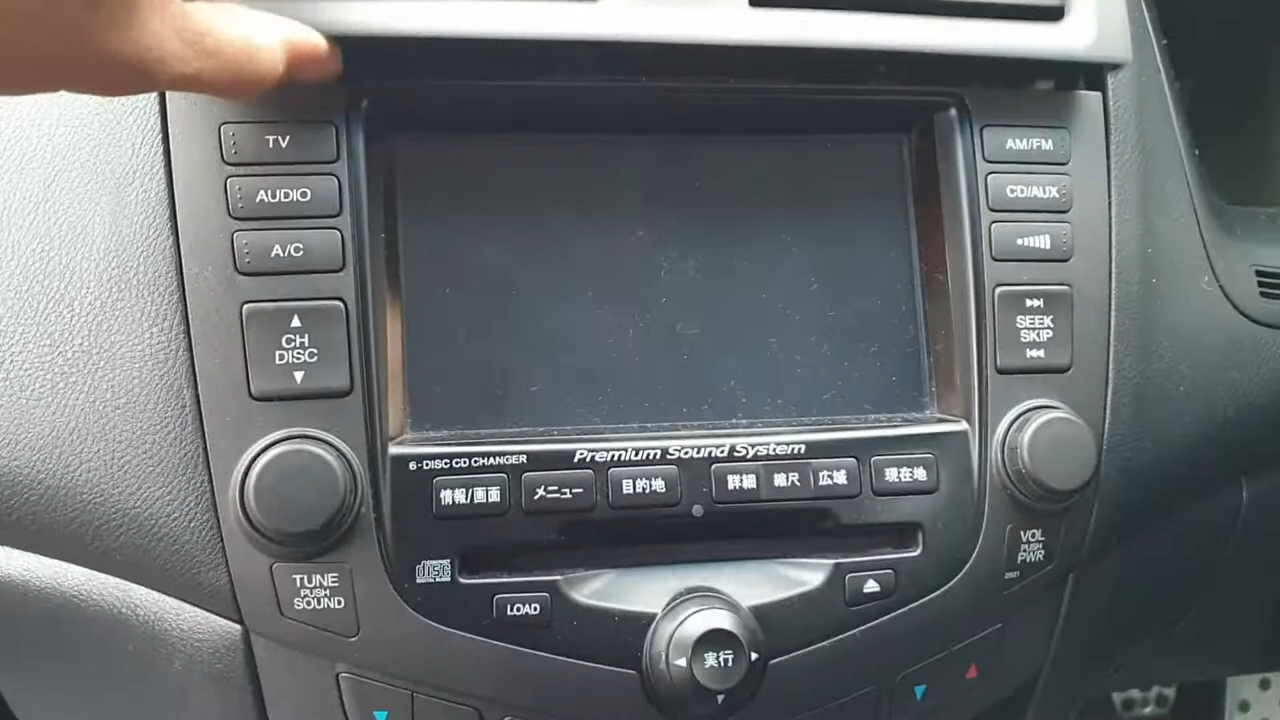 TV
AUDIO
A/C
▲
CH
DISC
▼
AM/FM
CD/AUX
SEEK
SKIP
6-DISC CD CHANGER
Premium Sound System
情報/画面
メニュー
目的地
詳細
縮尺
広域
現在地
disc
DIGITAL AUDIO
LOAD
実行
TUNE
PUSH
SOUND
VOL
PUSH
PWR